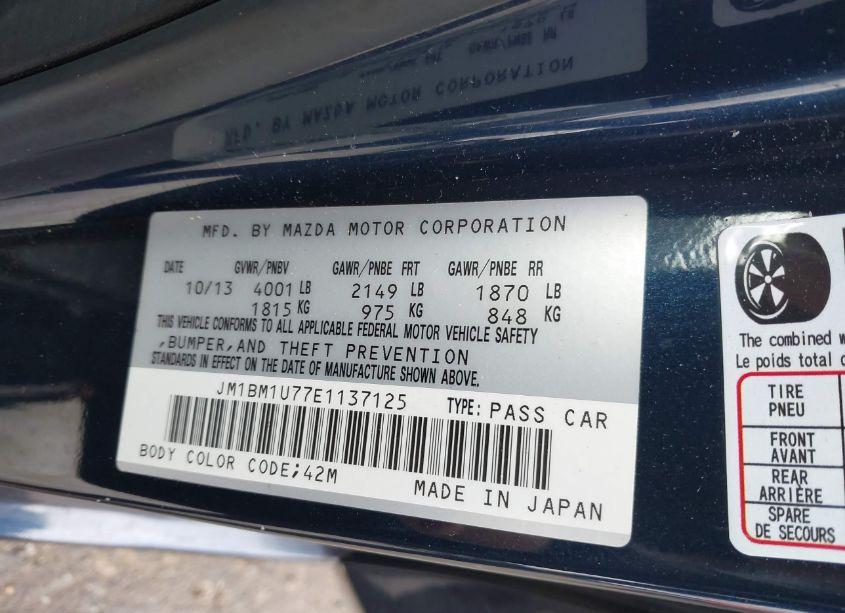 MFD. BY MAZDA MOTOR CORPORATION
DATE GVWR/PNBV GAWR/PNBE FRT GAWR/PNBE RR
10/13 4001 LB 2149 LB 1870 LB
1815 KG 975 KG 848 KG
THIS VEHICLE CONFORMS TO ALL APPLICABLE FEDERAL MOTOR VEHICLE SAFETY
,BUMPER,AND THEFT PREVENTION
STANDARDS IN EFFECT ON THE DATE OF MANUFACTURE SHOWN ABOVE.
JM1BM1U77E1137125 TYPE: PASS CAR
BODY COLOR CODE;42M
MADE IN JAPAN
The combined
Le poids total
TIRE
PNEU
FRONT
AVANT
REAR
ARRIÈRE
SPARE
DE SECOURS